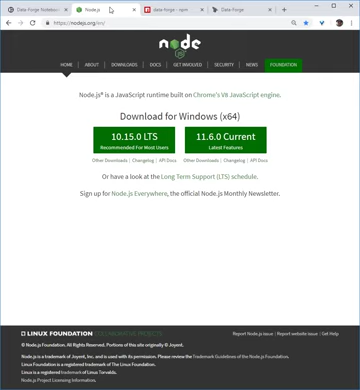 Data-Forge Notebook
Node.js
data-forge - npm
Data-Forge
https://nodejs.org/en/
node
HOME | ABOUT | DOWNLOADS | DOCS | GET INVOLVED | SECURITY | NEWS | FOUNDATION
Node.js® is a JavaScript runtime built on Chrome's V8 JavaScript engine.
Download for Windows (x64)
10.15.0 LTS
Recommended For Most Users
11.6.0 Current
Latest Features
Other Downloads | Changelog | API Docs
Other Downloads | Changelog | API Docs
Or have a look at the Long Term Support (LTS) schedule.
Sign up for Node.js Everywhere, the official Node.js Monthly Newsletter.
LINUX FOUNDATION COLLABORATIVE PROJECTS
Report Node.js issue | Report website issue | Get Help
© Node.js Foundation. All Rights Reserved. Portions of this site originally © Joyent.
Node.js is a trademark of Joyent, Inc. and is used with its permission. Please review the Trademark Guidelines of the Node.js Foundation.
Linux Foundation is a registered trademark of The Linux Foundation.
Linux is a registered trademark of Linus Torvalds.
Node.js Project Licensing Information.